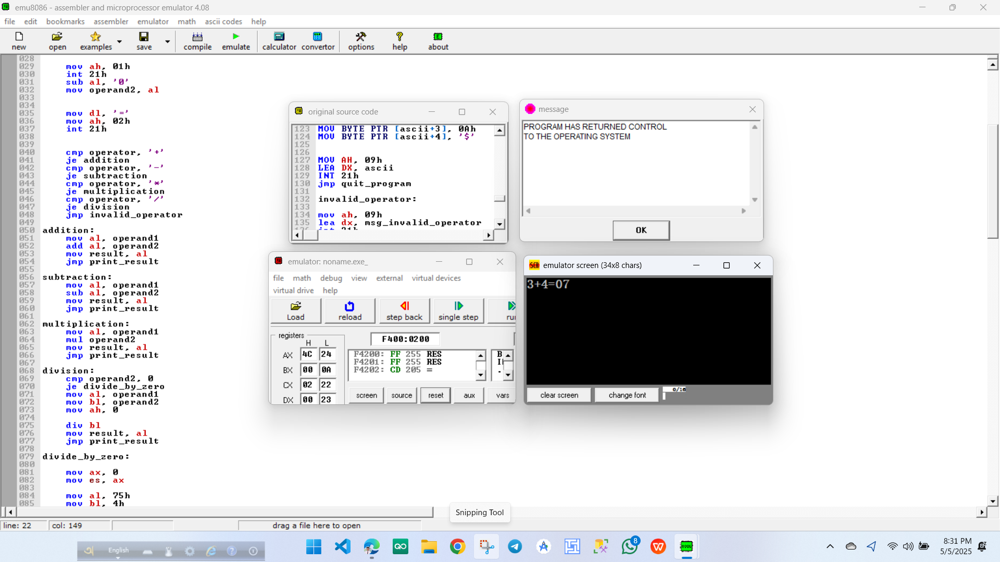 emu8086 - assembler and microprocessor emulator 4.08
file edit bookmarks assembler emulator math ascii codes help
new open examples save compile emulate calculator convertor options help about
028
029 mov ah, 01h
030 int 21h
031 sub al, '0'
032 mov operand2, al
033
034
035 mov dl, '='
036 mov ah, 02h
037 int 21h
038
039
040 cmp operator, '+'
041 je addition
042 cmp operator, '-'
043 je subtraction
044 cmp operator, '*'
045 je multiplication
046 cmp operator, '/'
047 je division
048 jmp invalid_operator
049
050 addition:
051 mov al, operand1
052 add al, operand2
053 mov result, al
054 jmp print_result
055
056 subtraction:
057 mov al, operand1
058 sub al, operand2
059 mov result, al
060 jmp print_result
061
062 multiplication:
063 mov al, operand1
064 mul operand2
065 mov result, al
066 jmp print_result
067
068 division:
069 cmp operand2, 0
070 je divide_by_zero
071 mov al, operand1
072 mov bl, operand2
073 mov ah, 0
074
075 div bl
076 mov result, al
077 jmp print_result
078
079 divide_by_zero:
080
081 mov ax, 0
082 mov es, ax
083
084 mov al, 75h
085 mov bl, 4h
original source code
123 MOV BYTE PTR [ascii+3], 0Ah
124 MOV BYTE PTR [ascii+4], '$'
125
126
127 MOV AH, 09h
128 LEA DX, ascii
129 INT 21h
130 jmp quit_program
131
132 invalid_operator:
133
134 mov ah, 09h
135 lea dx, msg_invalid_operator
message
PROGRAM HAS RETURNED CONTROL
TO THE OPERATING SYSTEM
OK
emulator: noname.exe_
file math debug view external virtual devices
virtual drive help
Load reload step back single step
registers
H L
F400:0200
AX 4C 24
BX 00 0A
CX 02 22
DX 00 23
F4200: FF 255 RES
F4201: FF 255 RES
F4202: CD 205 =
screen source reset aux vars
emulator screen (34x8 chars)
3+4=07
clear screen change font 0/16
Snipping Tool
line: 22 col: 149 drag a file here to open
English
8
8:31 PM
5/5/2025